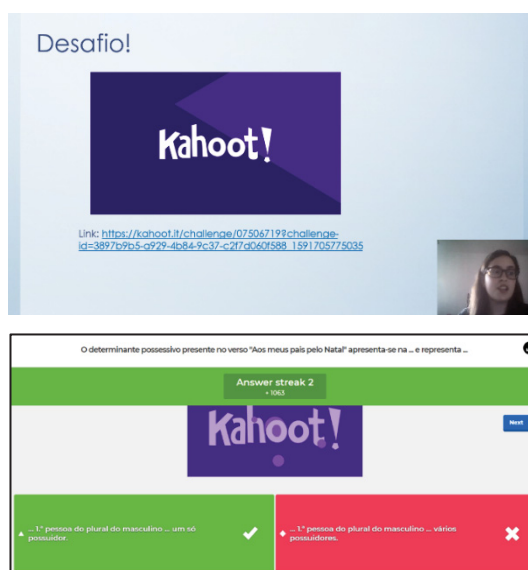 Desafio!
Kahoot!
Link: https://kahoot.it/challenge/07506719?challenge-
id=3897b9b5-a929-4b84-9c37-c2f7d060f588_1591705775035
O determinante possessivo presente no verso "Aos meus pais pelo Natal" apresenta-se na ... e representa ...
Answer streak 2
+ 1063
Kahoot!
Next
... 1.ª pessoa do plural do masculino ... um só
possuidor.
... 1.ª pessoa do plural do masculino ... vários
possuidores.